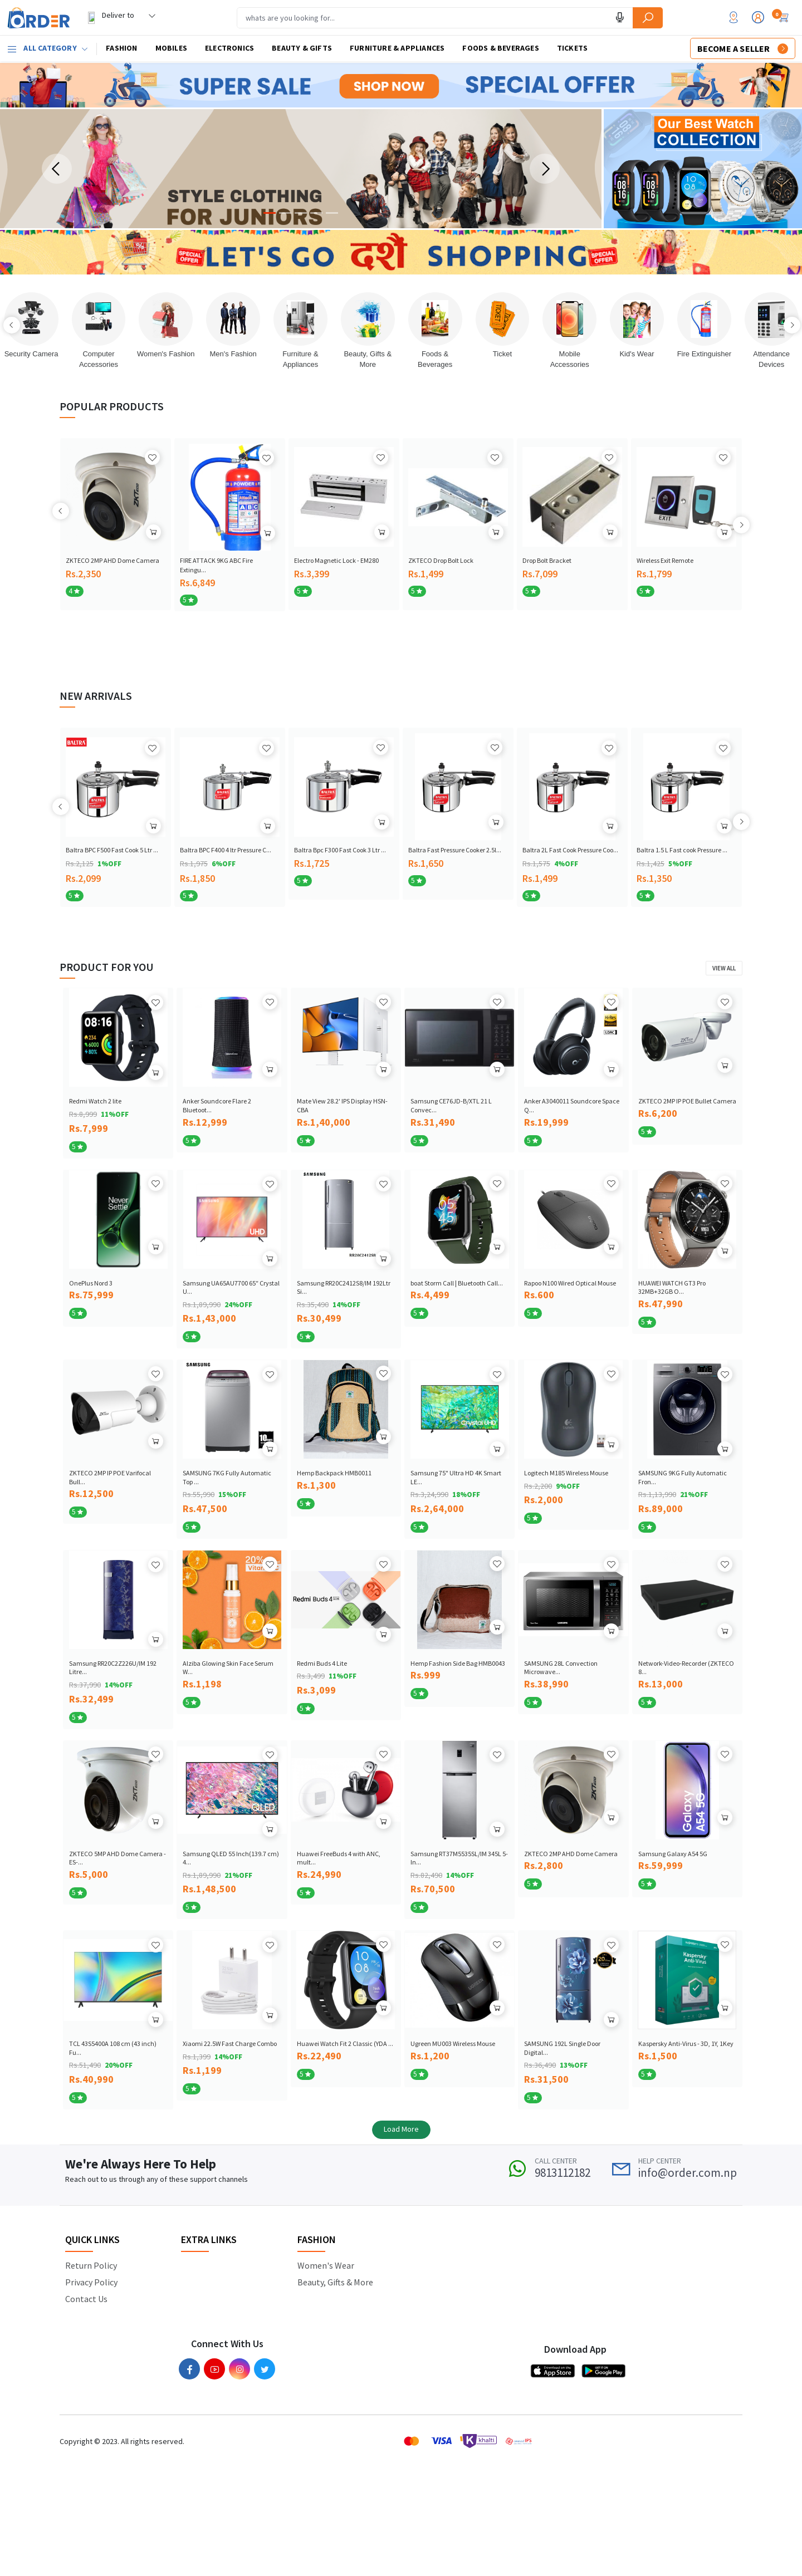 ORDER
Deliver to
whats you looking for...
0
ALL CATEGORY
FASHION
MOBILES
ELECTRONICS
BEAUTY & GIFTS
FURNITURE & APPLIANCES
FOODS & BEVERAGES
TICKETS
BECOME A SELLER
SUPER SALE
SHOP NOW
SPECIAL OFFER
STYLE CLOTHING
FOR JUNIORS
Our Best Watch
COLLECTION
SPECIAL OFFER
LET'S GO दशैं SHOPPING
SPECIAL OFFER
Security Camera
Computer Accessories
Women's Fashion
Men's Fashion
Furniture & Appliances
Beauty, Gifts & More
Foods & Beverages
Ticket
Mobile Accessories
Kid's Wear
Fire Extinguisher
Attendance Devices
POPULAR PRODUCTS
ZKTECO 2MP AHD Dome Camera
Rs.2,350
4
FIRE ATTACK 9KG ABC Fire Extingu...
Rs.6,849
5
Electro Magnetic Lock - EM280
Rs.3,399
5
ZKTECO Drop Bolt Lock
Rs.1,499
5
Drop Bolt Bracket
Rs.7,099
5
Wireless Exit Remote
Rs.1,799
5
NEW ARRIVALS
Baltra BPC F500 Fast Cook 5 Ltr ...
Rs.2,125 1%OFF
Rs.2,099
5
Baltra BPC F400 4 ltr Pressure C...
Rs.1,975 6%OFF
Rs.1,850
5
Baltra Bpc F300 Fast Cook 3 Ltr ...
Rs.1,725
5
Baltra Fast Pressure Cooker 2.5l...
Rs.1,650
5
Baltra 2L Fast Cook Pressure Coo...
Rs.1,575 4%OFF
Rs.1,499
5
Baltra 1.5 L Fast cook Pressure ...
Rs.1,425 5%OFF
Rs.1,350
5
PRODUCT FOR YOU
VIEW ALL
Redmi Watch 2 lite
Rs.8,999 11%OFF
Rs.7,999
5
Anker Soundcore Flare 2 Bluetoot...
Rs.12,999
5
Mate View 28.2' IPS Display HSN-CBA
Rs.1,40,000
5
Samsung CE76JD-B/XTL 21 L Convec...
Rs.31,490
5
Anker A3040011 Soundcore Space Q...
Rs.19,999
5
ZKTECO 2MP IP POE Bullet Camera
Rs.6,200
5
OnePlus Nord 3
Rs.75,999
5
Samsung UA65AU7700 65" Crystal U...
Rs.1,89,990 24%OFF
Rs.1,43,000
5
Samsung RR20C2412S8/IM 192Ltr Si...
Rs.35,490 14%OFF
Rs.30,499
5
boat Storm Call | Bluetooth Call...
Rs.4,499
5
Rapoo N100 Wired Optical Mouse
Rs.600
5
HUAWEI WATCH GT3 Pro 32MB+32GB O...
Rs.47,990
5
ZKTECO 2MP IP POE Varifocal Bull...
Rs.12,500
5
SAMSUNG 7KG Fully Automatic Top ...
Rs.55,990 15%OFF
Rs.47,500
5
Hemp Backpack HMB0011
Rs.1,300
5
Samsung 75" Ultra HD 4K Smart LE...
Rs.3,24,990 18%OFF
Rs.2,64,000
5
Logitech M185 Wireless Mouse
Rs.2,200 9%OFF
Rs.2,000
5
SAMSUNG 9KG Fully Automatic Fron...
Rs.1,13,990 21%OFF
Rs.89,000
5
Samsung RR20C2Z226U/IM 192 Litre...
Rs.37,990 14%OFF
Rs.32,499
5
Alziba Glowing Skin Face Serum W...
Rs.1,198
5
Redmi Buds 4 Lite
Rs.3,499 11%OFF
Rs.3,099
5
Hemp Fashion Side Bag HMB0043
Rs.999
5
SAMSUNG 28L Convection Microwave...
Rs.38,990
5
Network-Video-Recorder (ZKTECO 8...
Rs.13,000
5
ZKTECO 5MP AHD Dome Camera - ES-...
Rs.5,000
5
Samsung QLED 55 Inch(139.7 cm) 4...
Rs.1,89,990 21%OFF
Rs.1,48,500
5
Huawei FreeBuds 4 with ANC, mult...
Rs.24,990
5
Samsung RT37M5535SL/IM 345L 5-In...
Rs.82,490 14%OFF
Rs.70,500
5
ZKTECO 2MP AHD Dome Camera
Rs.2,800
5
Samsung Galaxy A54 5G
Rs.59,999
5
TCL 43S5400A 108 cm (43 inch) Fu...
Rs.51,490 20%OFF
Rs.40,990
5
Xiaomi 22.5W Fast Charge Combo
Rs.1,399 14%OFF
Rs.1,199
5
Huawei Watch Fit 2 Classic (YDA ...
Rs.22,490
5
Ugreen MU003 Wireless Mouse
Rs.1,200
5
SAMSUNG 192L Single Door Digital...
Rs.36,490 13%OFF
Rs.31,500
5
Kaspersky Anti-Virus - 3D, 1Y, 1Key
Rs.1,500
5
Load More
We're Always Here To Help
Reach out to us through any of these support channels
CALL CENTER
9813112182
HELP CENTER
info@order.com.np
QUICK LINKS
Return Policy
Privacy Policy
Contact Us
EXTRA LINKS
FASHION
Women's Wear
Beauty, Gifts & More
Connect With Us
Download App
App Store
Google Play
Copyright © 2023. All rights reserved.
VISA
khalti